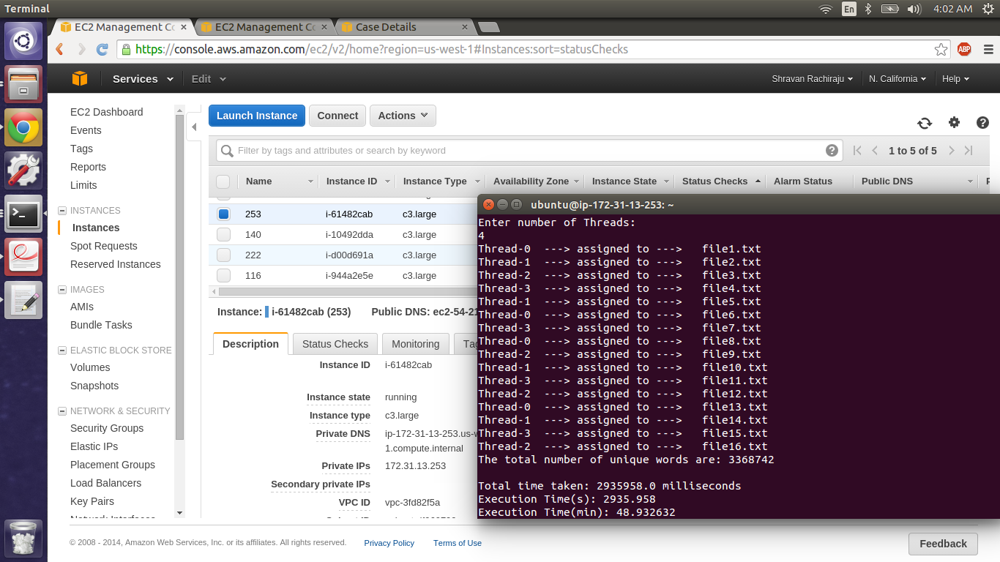 Terminal
En
4:02 AM
EC2 Management Co
EC2 Management Co
Case Details
https://console.aws.amazon.com/ec2/v2/home?region=us-west-1#Instances:sort=statusChecks
ABP
Services
Edit
Shravan Rachiraju
N. California
Help
EC2 Dashboard
Events
Tags
Reports
Limits
INSTANCES
Instances
Spot Requests
Reserved Instances
IMAGES
AMIs
Bundle Tasks
ELASTIC BLOCK STORE
Volumes
Snapshots
NETWORK & SECURITY
Security Groups
Elastic IPs
Placement Groups
Load Balancers
Key Pairs
Launch Instance
Connect
Actions
Filter by tags and attributes or search by keyword
1 to 5 of 5
Name Instance ID Instance Type Availability Zone Instance State Status Checks Alarm Status Public DNS
253 i-61482cab c3.large
140 i-10492dda c3.large
222 i-d00d691a c3.large
116 i-944a2e5e c3.large
Instance: i-61482cab (253) Public DNS: ec2-54-21
Description
Status Checks
Monitoring
Tag
Instance ID i-61482cab
Instance state running
Instance type c3.large
Private DNS ip-172-31-13-253.us-w
1.compute.internal
Private IPs 172.31.13.253
Secondary private IPs
VPC ID vpc-3fd82f5a
ubuntu@ip-172-31-13-253: ~
Enter number of Threads:
4
Thread-0 ---> assigned to ---> file1.txt
Thread-1 ---> assigned to ---> file2.txt
Thread-2 ---> assigned to ---> file3.txt
Thread-3 ---> assigned to ---> file4.txt
Thread-1 ---> assigned to ---> file5.txt
Thread-0 ---> assigned to ---> file6.txt
Thread-3 ---> assigned to ---> file7.txt
Thread-0 ---> assigned to ---> file8.txt
Thread-2 ---> assigned to ---> file9.txt
Thread-1 ---> assigned to ---> file10.txt
Thread-3 ---> assigned to ---> file11.txt
Thread-2 ---> assigned to ---> file12.txt
Thread-0 ---> assigned to ---> file13.txt
Thread-1 ---> assigned to ---> file14.txt
Thread-3 ---> assigned to ---> file15.txt
Thread-2 ---> assigned to ---> file16.txt
The total number of unique words are: 3368742
Total time taken: 2935958.0 milliseconds
Execution Time(s): 2935.958
Execution Time(min): 48.932632
© 2008 - 2014, Amazon Web Services, Inc. or its affiliates. All rights reserved.
Privacy Policy
Terms of Use
Feedback